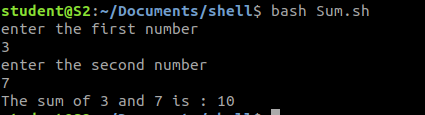 student@S2:~/Documents/shell$ bash Sum.sh
enter the first number
3
enter the second number
7
The sum of 3 and 7 is : 10